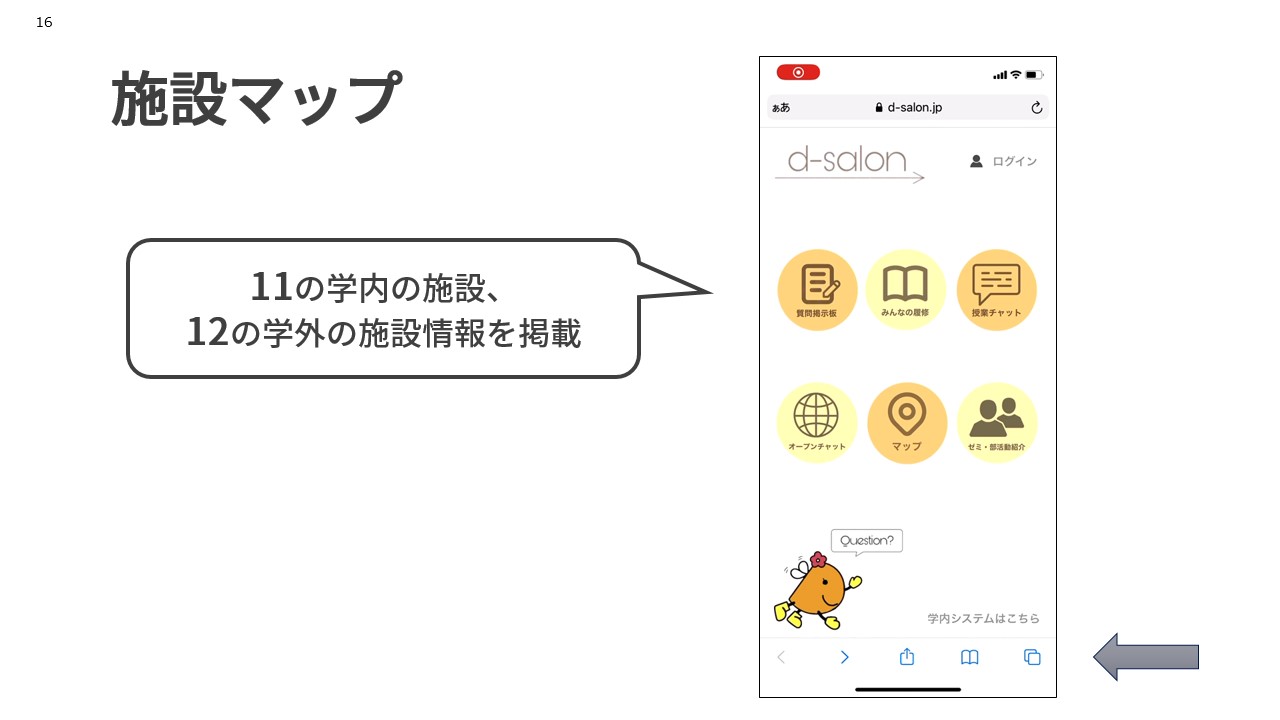 16
施設マップ
11の学内の施設、
12の学外の施設情報を掲載
ぁあ
d-salon.jp
d-salon
ログイン
質問掲示板
みんなの履修
授業チャット
オープンチャット
マップ
ゼミ・部活動紹介
Question?
学内システムはこちら